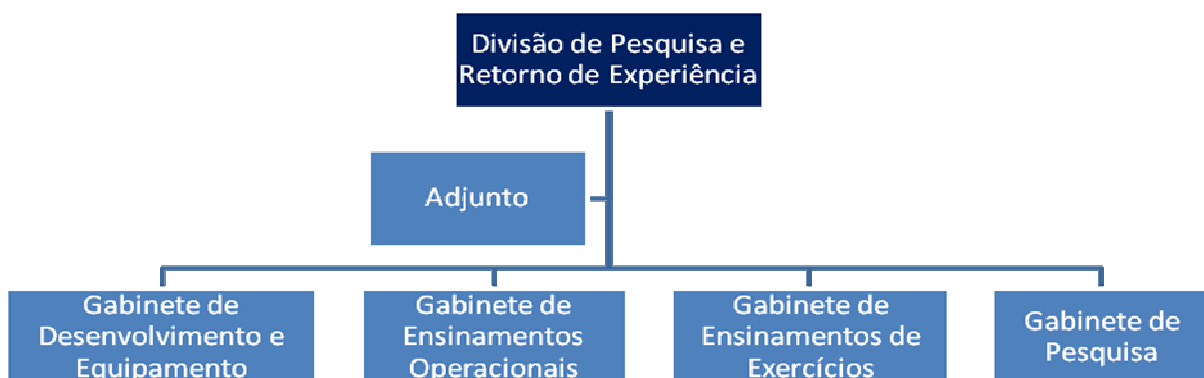 Divisão de Pesquisa e
Retorno de Experiência
Adjunto
Gabinete de
Desenvolvimento e
Equipamento
Gabinete de
Ensinamentos
Operacionais
Gabinete de
Ensinamentos de
Exercícios
Gabinete de
Pesquisa